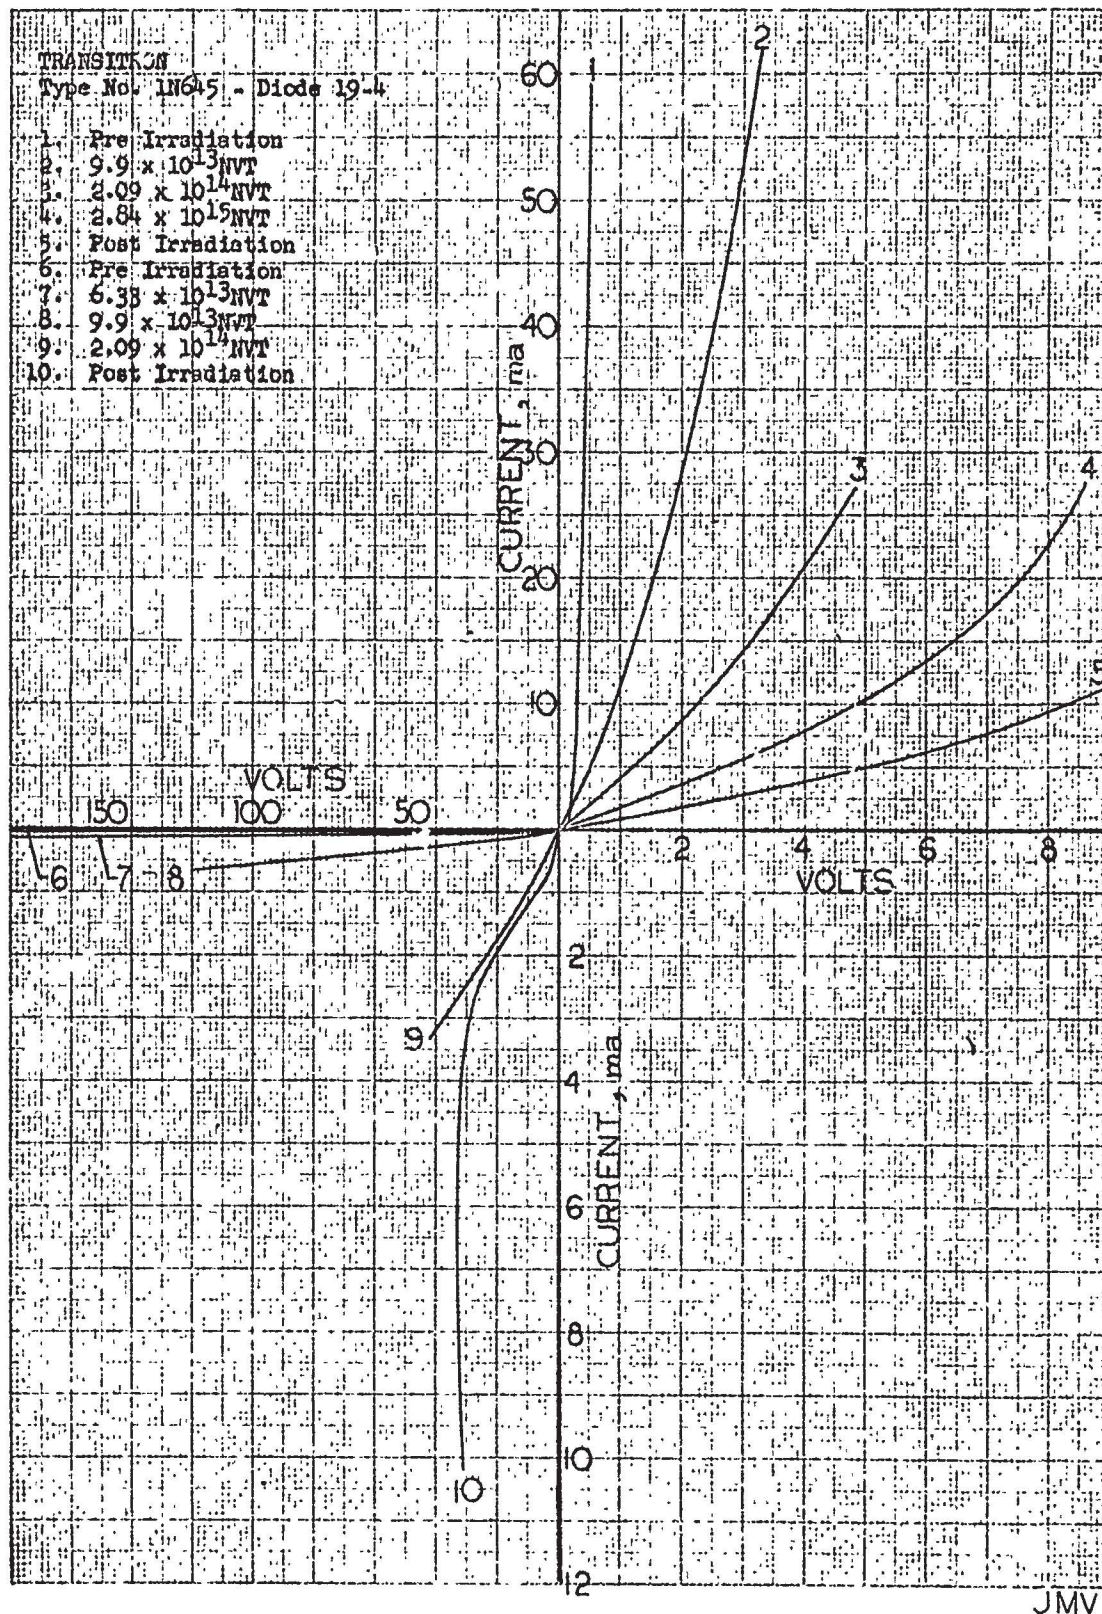 TRANSITRON
Type No. 1N645 - Diode 19-4
1. Pre Irradiation
2. 9.9 x 10^13 NVT
3. 2.09 x 10^14 NVT
4. 2.84 x 10^15 NVT
5. Post Irradiation
6. Pre Irradiation
7. 6.38 x 10^13 NVT
8. 9.9 x 10^13 NVT
9. 2.09 x 10^14 NVT
10. Post Irradiation
1
2
60
50
40
CURRENT, ma
30
3
4
20
10
VOLTS
150
100
50
2
4
6
8
VOLTS
6
7
8
2
9
4
CURRENT, ma
6
8
10
10
12
JMV